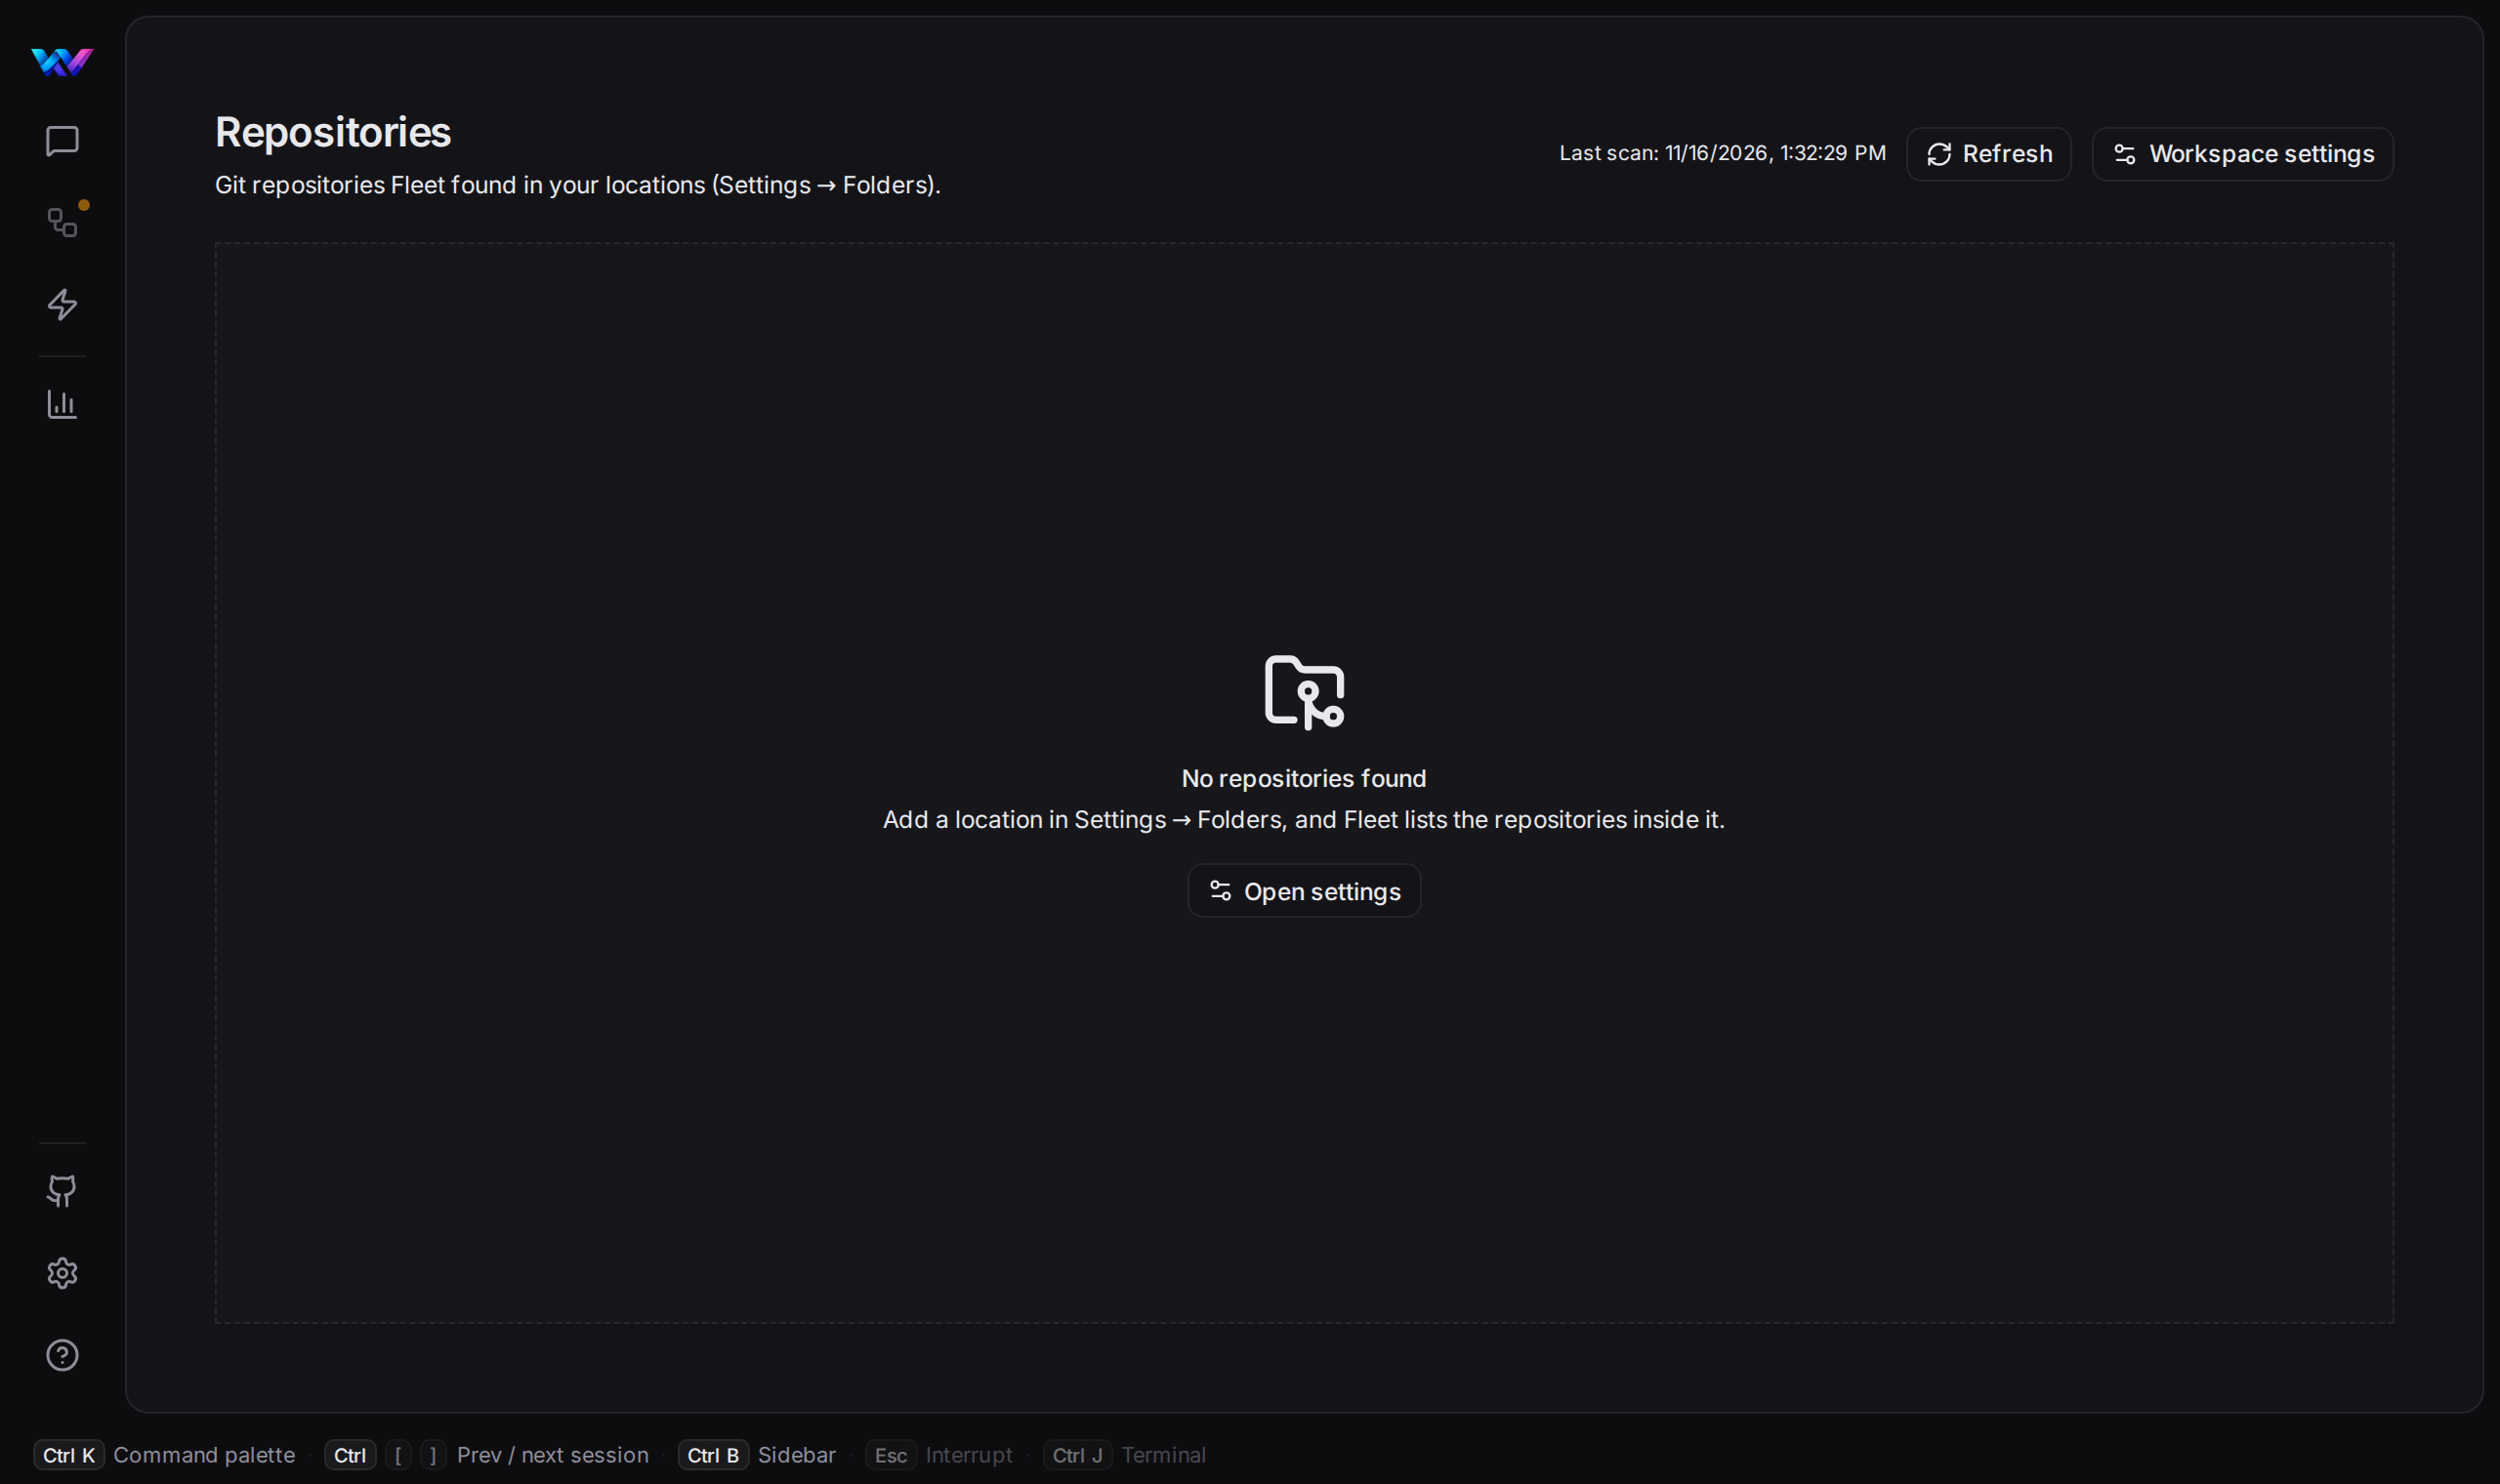 Repositories
Git repositories Fleet found in your locations (Settings → Folders).
Last scan: 11/16/2026, 1:32:29 PM
Refresh
Workspace settings
No repositories found
Add a location in Settings → Folders, and Fleet lists the repositories inside it.
Open settings
Ctrl K Command palette · Ctrl [ ] Prev / next session · Ctrl B Sidebar · Esc Interrupt · Ctrl J Terminal